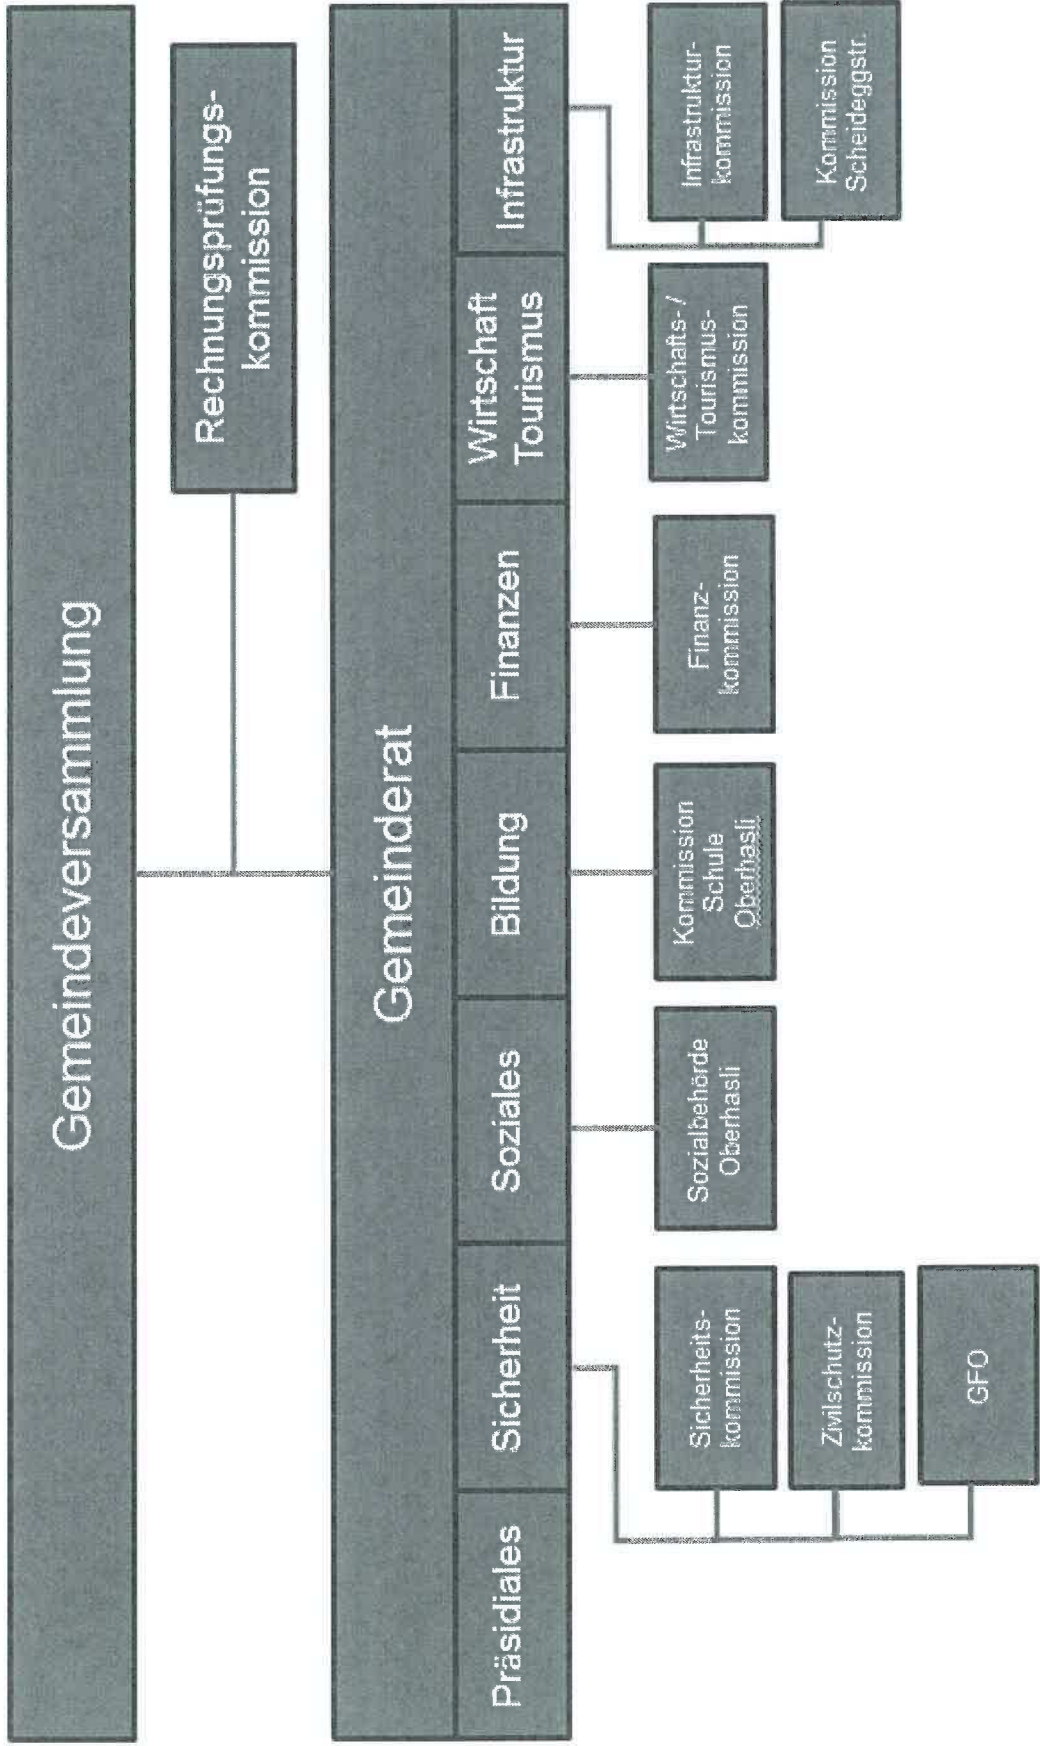 Gemeindeversammlung
Rechnungsprüfungs-
kommission
Gemeinderat
Präsidiales
Sicherheit
Soziales
Bildung
Finanzen
Wirtschaft
Tourismus
Infrastruktur
Sicherheits-
kommission
Zivilschutz-
kommission
GFO
Sozialbehörde
Oberhasli
Kommission
Schule
Oberhasli
Finanz-
kommission
Wirtschafts- /
Tourismus-
kommission
Infrastruktur-
kommission
Kommission
Scheideggstr.